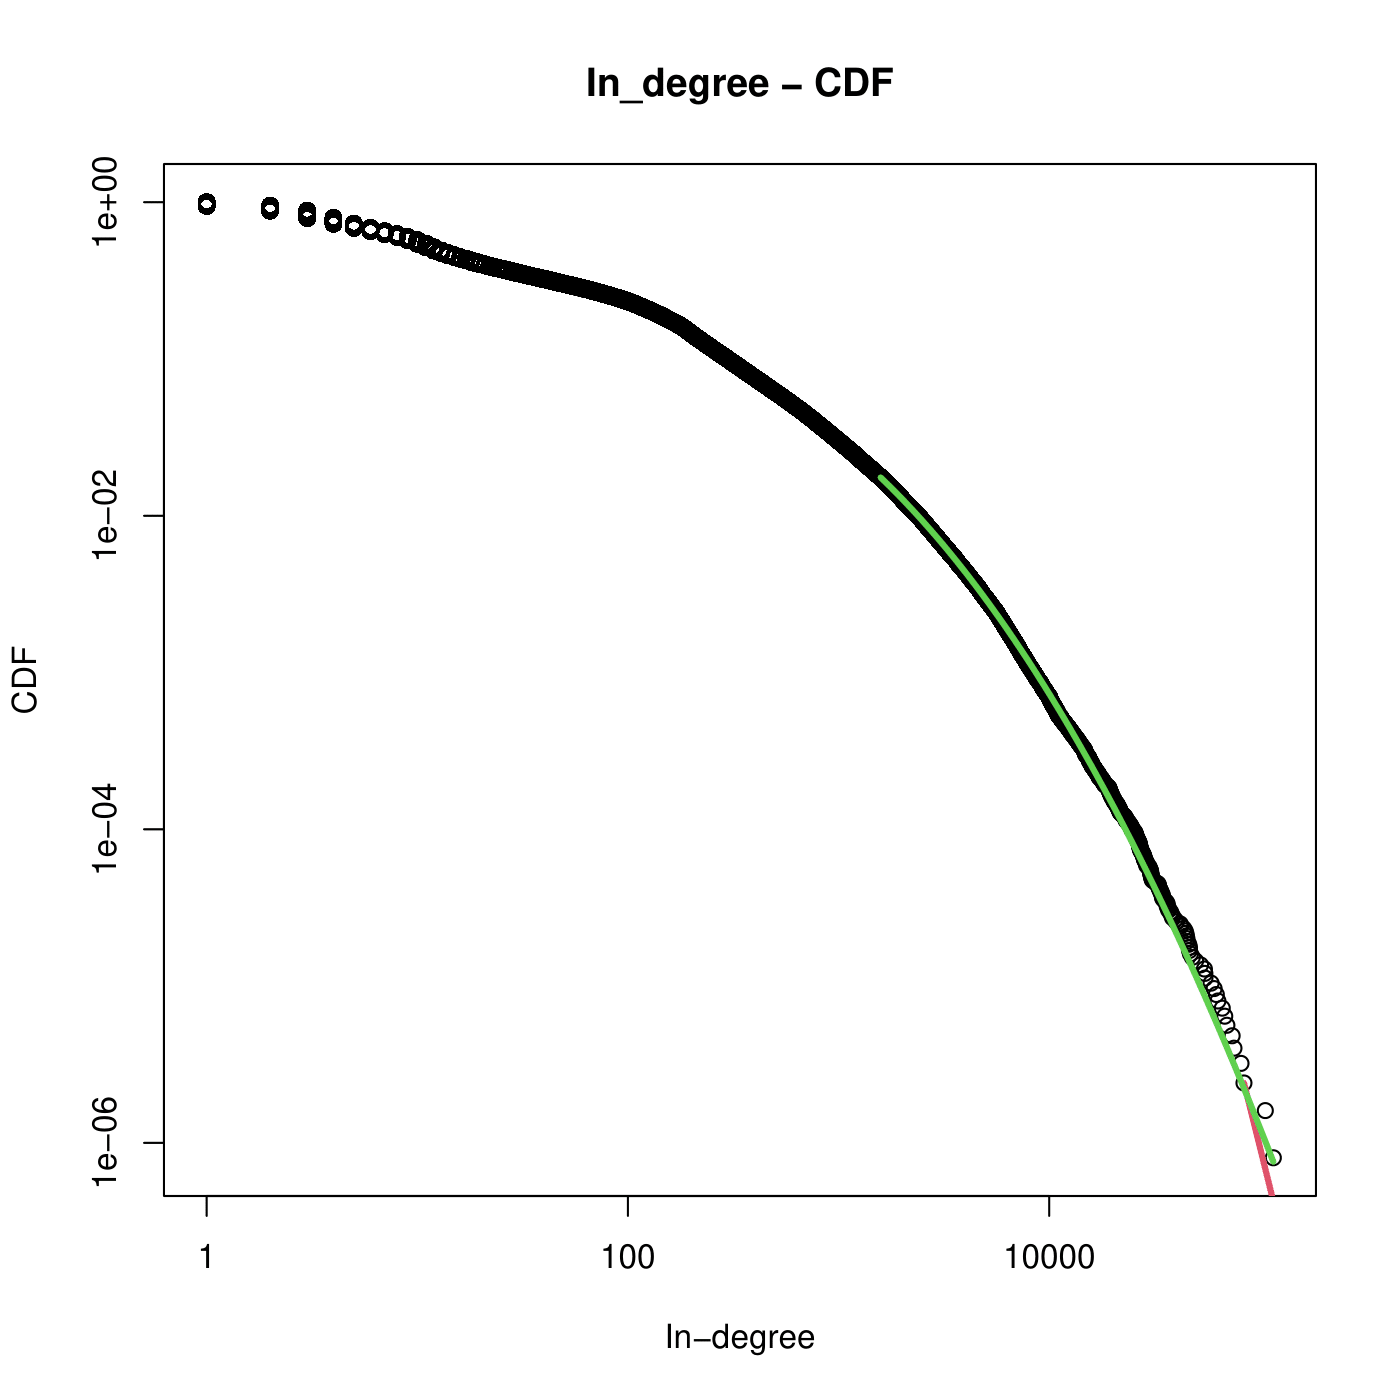 In_degree – CDF
CDF
1e+00
1e−02
1e−04
1e−06
1
100
10000
In−degree